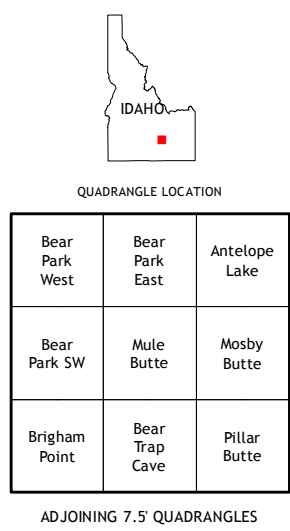 IDAHO
QUADRANGLE LOCATION
Bear
Park
West
Bear
Park
East
Antelope
Lake
Bear
Park SW
Mule
Butte
Mosby
Butte
Brigham
Point
Bear
Trap
Cave
Pillar
Butte
ADJOINING 7.5' QUADRANGLES